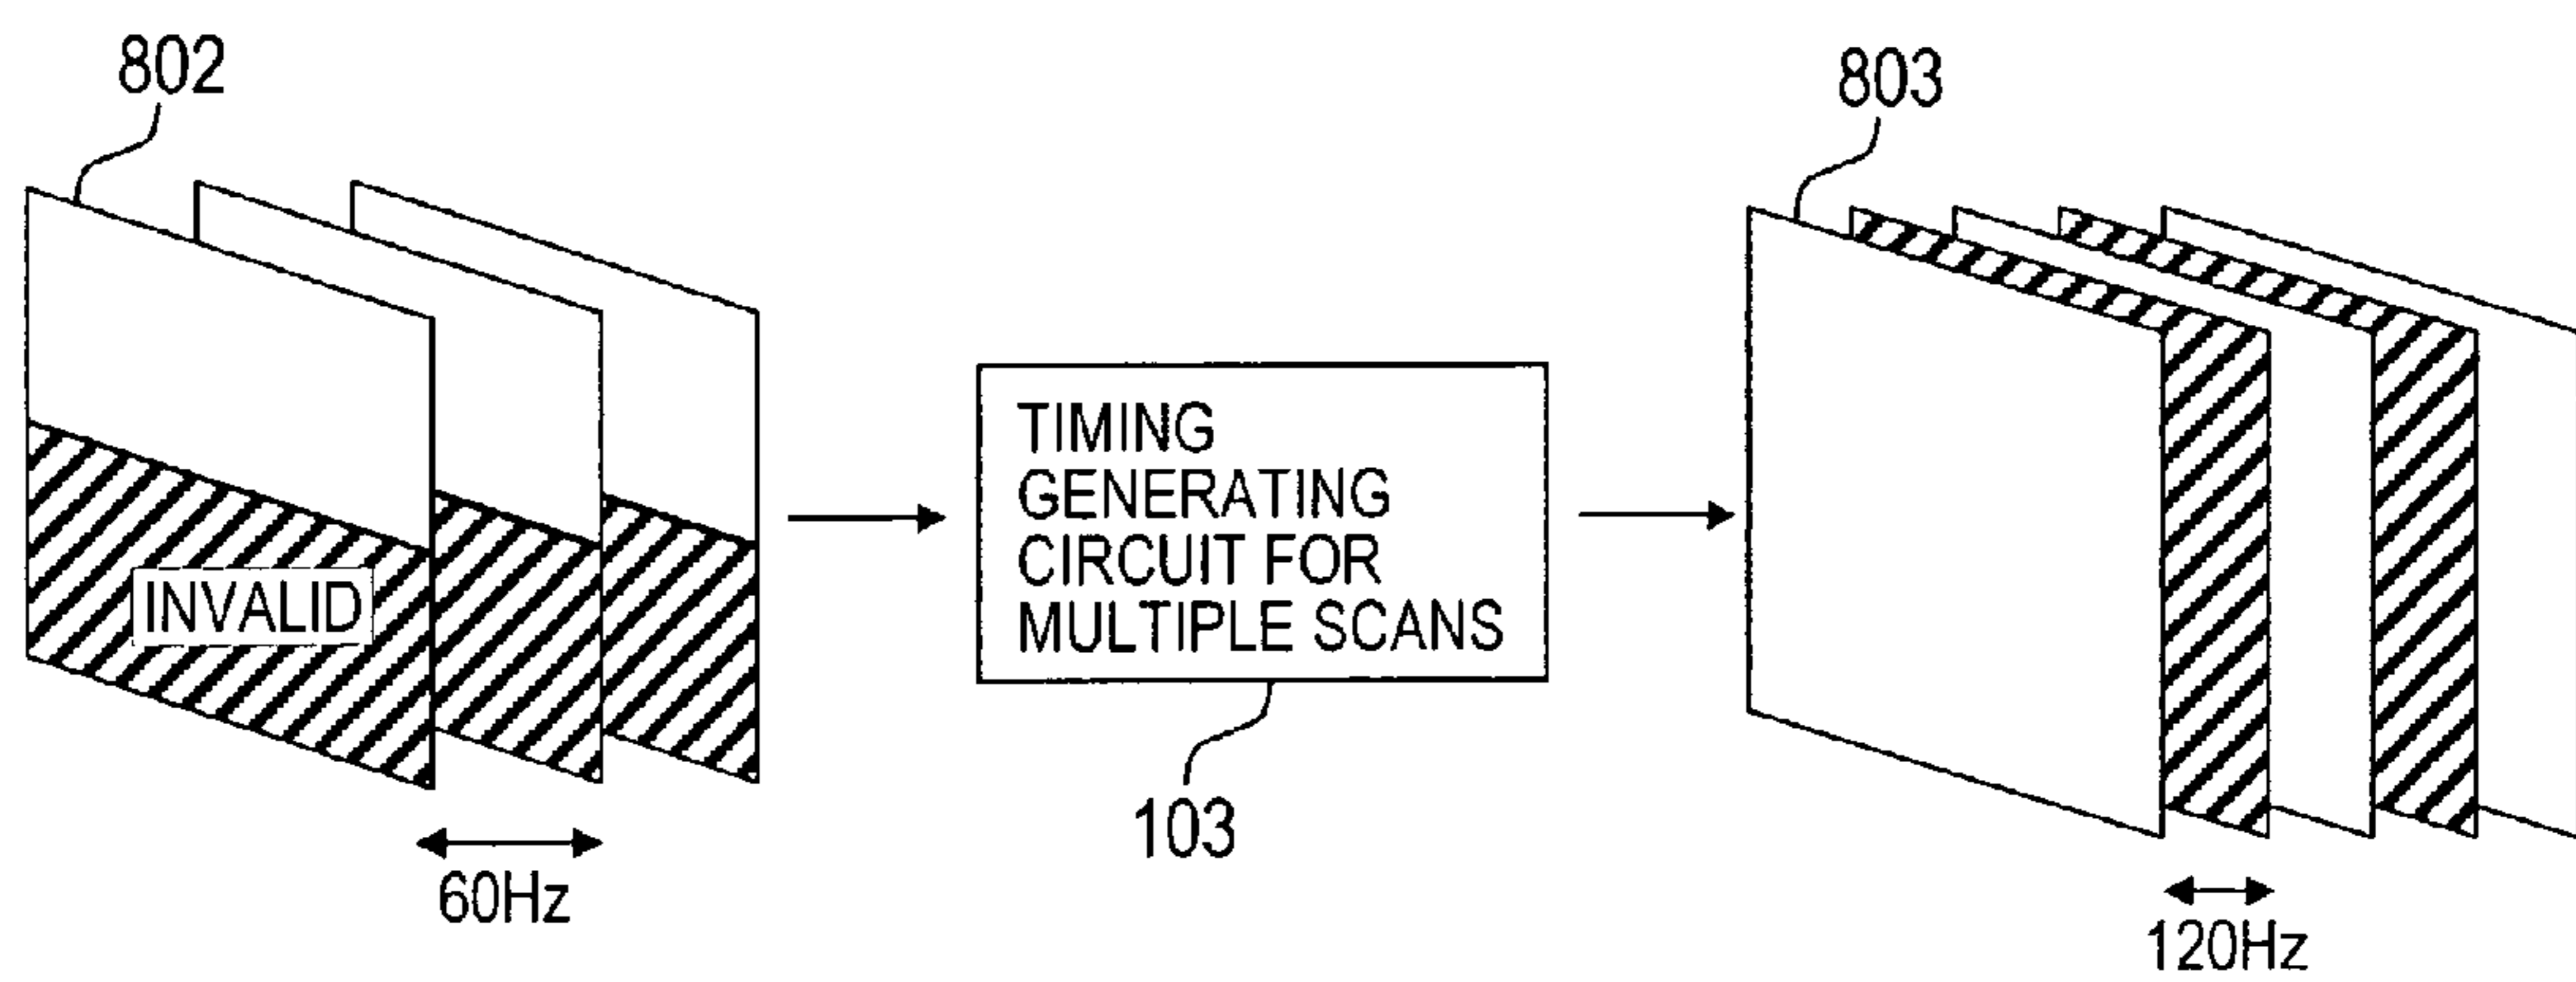 802
803
INVALID
TIMING
GENERATING
CIRCUIT FOR
MULTIPLE SCANS
103
60Hz
120Hz